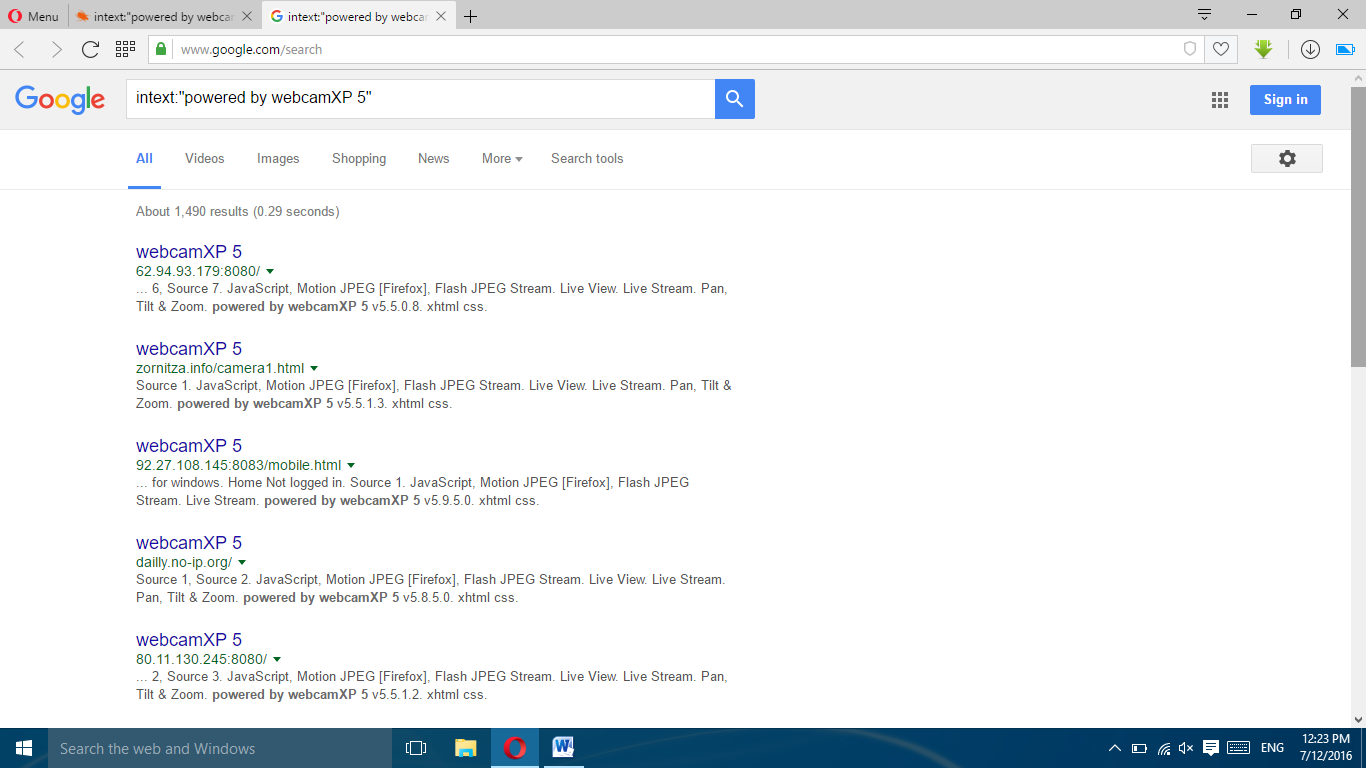 Menu
intext:"powered by webcar
intext:"powered by webcar
www.google.com/search
Google
intext:"powered by webcamXP 5"
Sign in
All Videos Images Shopping News More Search tools
About 1,490 results (0.29 seconds)
webcamXP 5
62.94.93.179:8080/
... 6, Source 7. JavaScript, Motion JPEG [Firefox], Flash JPEG Stream. Live View. Live Stream. Pan,
Tilt & Zoom. powered by webcamXP 5 v5.5.0.8. xhtml css.
webcamXP 5
zornitza.info/camera1.html
Source 1. JavaScript, Motion JPEG [Firefox], Flash JPEG Stream. Live View. Live Stream. Pan, Tilt &
Zoom. powered by webcamXP 5 v5.5.1.3. xhtml css.
webcamXP 5
92.27.108.145:8083/mobile.html
... for windows. Home Not logged in. Source 1. JavaScript, Motion JPEG [Firefox], Flash JPEG
Stream. Live Stream. powered by webcamXP 5 v5.9.5.0. xhtml css.
webcamXP 5
dailly.no-ip.org/
Source 1, Source 2. JavaScript, Motion JPEG [Firefox], Flash JPEG Stream. Live View. Live Stream.
Pan, Tilt & Zoom. powered by webcamXP 5 v5.8.5.0. xhtml css.
webcamXP 5
80.11.130.245:8080/
... 2, Source 3. JavaScript, Motion JPEG [Firefox], Flash JPEG Stream. Live View. Live Stream. Pan,
Tilt & Zoom. powered by webcamXP 5 v5.5.1.2. xhtml css.
Search the web and Windows
ENG
12:23 PM
7/12/2016